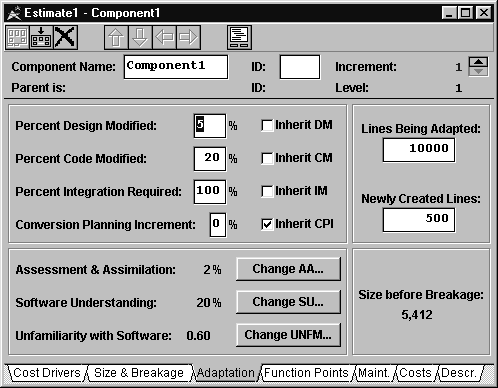 Estimate1 - Component1
Component Name: Component1 ID: Increment: 1
Parent is: ID: Level: 1
Percent Design Modified: 5 % Inherit DM
Percent Code Modified: 20 % Inherit CM
Percent Integration Required: 100 % Inherit IM
Conversion Planning Increment: 0 % Inherit CPI
Lines Being Adapted:
10000
Newly Created Lines:
500
Assessment & Assimilation: 2% Change AA...
Software Understanding: 20% Change SU...
Unfamiliarity with Software: 0.60 Change UNFM...
Size before Breakage:
5,412
Cost Drivers Size & Breakage Adaptation Function Points Maint. Costs Descr.